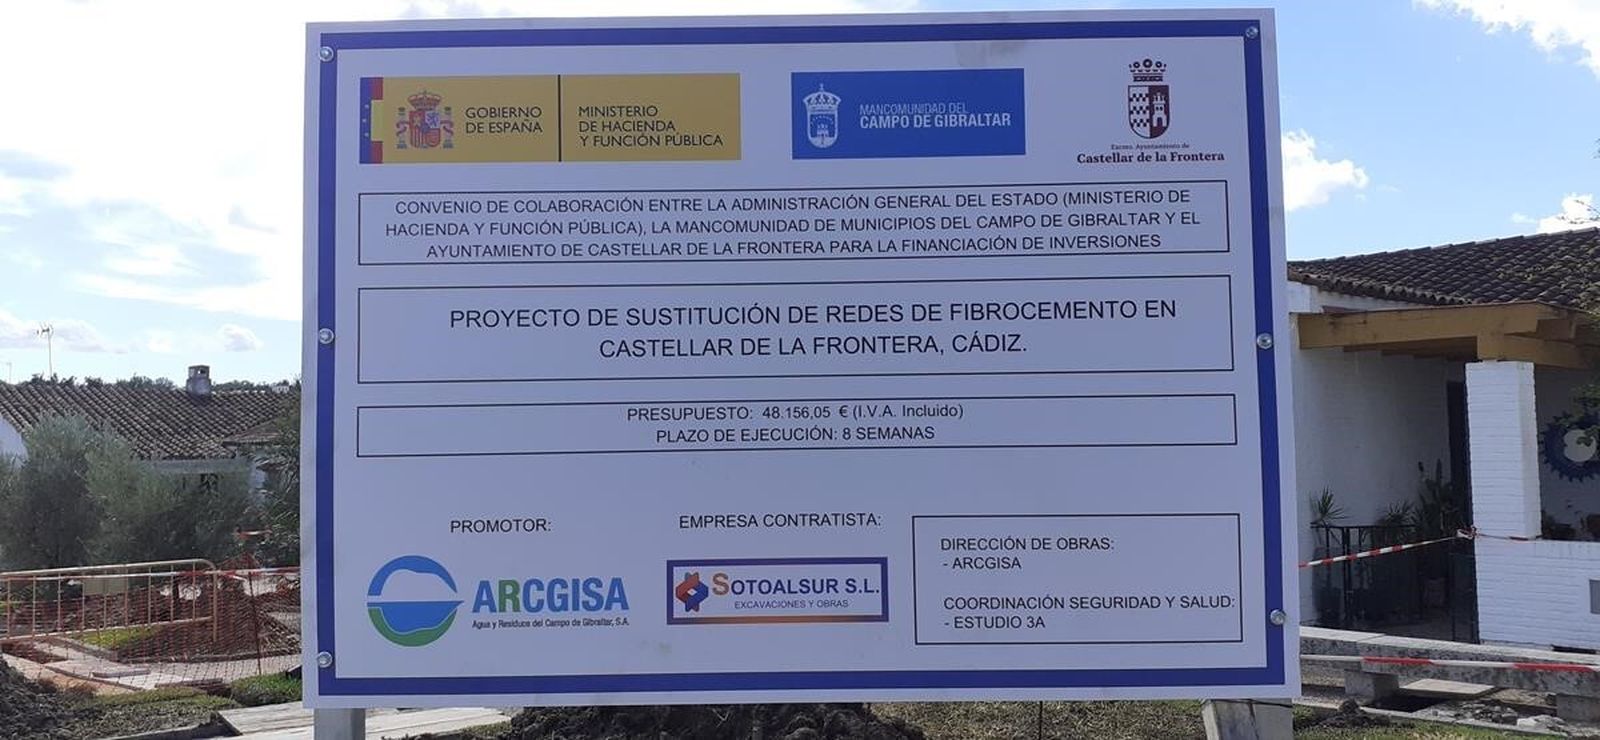 GOBIERNO
DE ESPAÑA
MINISTERIO
DE HACIENDA
Y FUNCIÓN PÚBLICA
MANCOMUNIDAD DEL
CAMPO DE GIBRALTAR
Excmo. Ayuntamiento de
Castellar de la Frontera
CONVENIO DE COLABORACIÓN ENTRE LA ADMINISTRACIÓN GENERAL DEL ESTADO (MINISTERIO DE
HACIENDA Y FUNCIÓN PÚBLICA), LA MANCOMUNIDAD DE MUNICIPIOS DEL CAMPO DE GIBRALTAR Y EL
AYUNTAMIENTO DE CASTELLAR DE LA FRONTERA PARA LA FINANCIACIÓN DE INVERSIONES
PROYECTO DE SUSTITUCIÓN DE REDES DE FIBROCEMENTO EN
CASTELLAR DE LA FRONTERA, CÁDIZ.
PRESUPUESTO: 48.156,05 € (I.V.A. Incluido)
PLAZO DE EJECUCIÓN: 8 SEMANAS
PROMOTOR:
ARCGISA
Agua y Residuos del Campo de Gibraltar, S.A.
EMPRESA CONTRATISTA:
SOTOALSUR S.L.
EXCAVACIONES Y OBRAS
DIRECCIÓN DE OBRAS:
- ARCGISA
COORDINACIÓN SEGURIDAD Y SALUD:
- ESTUDIO 3A